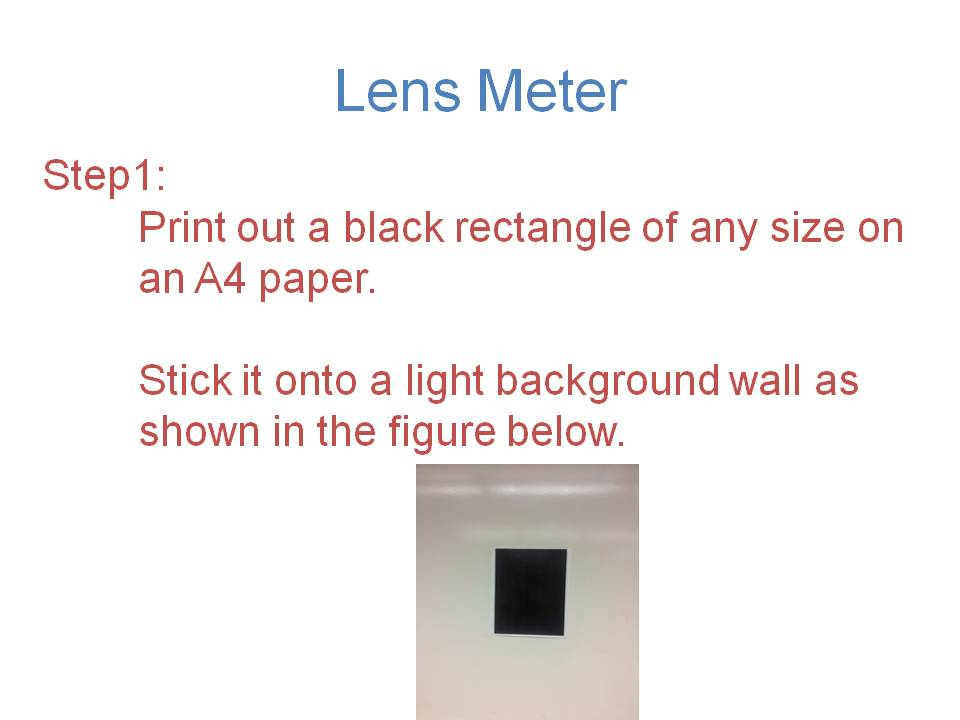 Lens Meter
Step1:
Print out a black rectangle of any size on
an A4 paper.
Stick it onto a light background wall as
shown in the figure below.